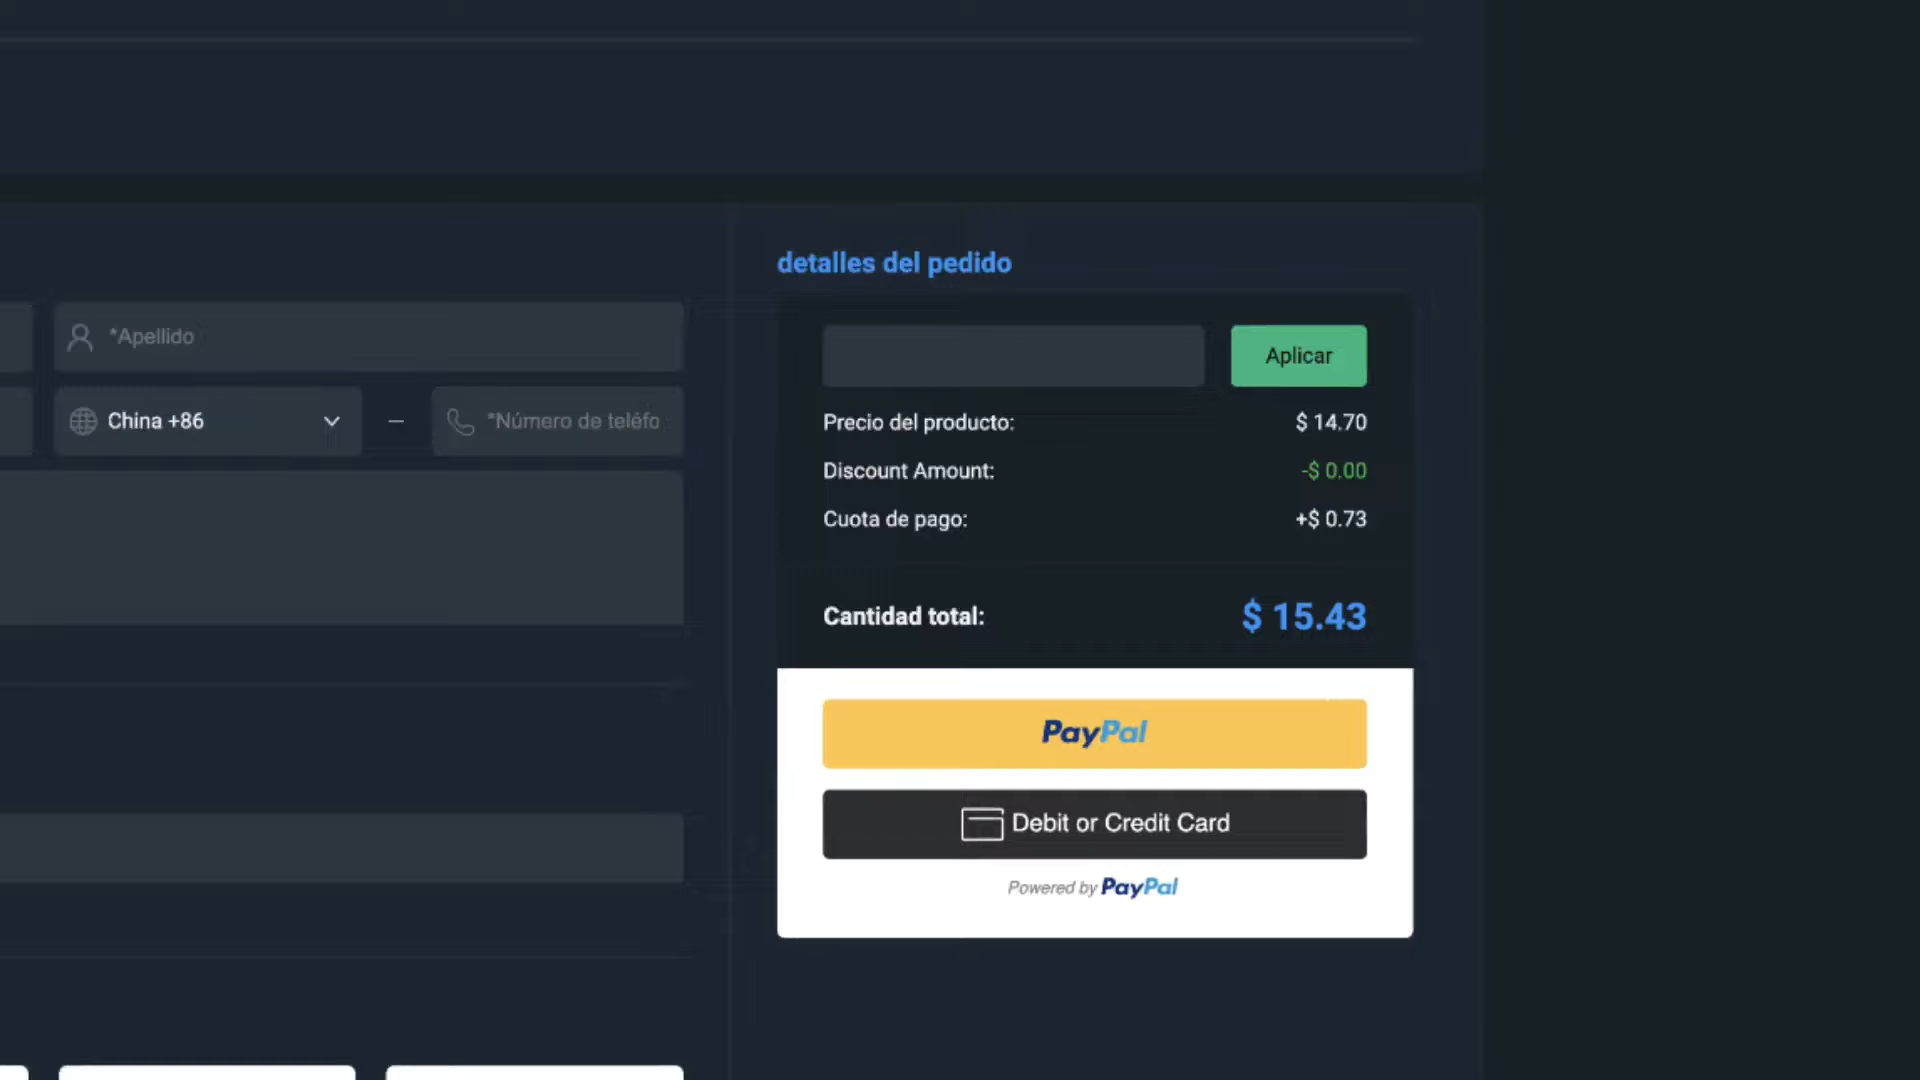 detalles del pedido
*Apellido
Aplicar
China +86
–
*Número de teléfo
Precio del producto:
$ 14.70
Discount Amount:
-$ 0.00
Cuota de pago:
+$ 0.73
Cantidad total:
$ 15.43
PayPal
Debit or Credit Card
Powered by PayPal